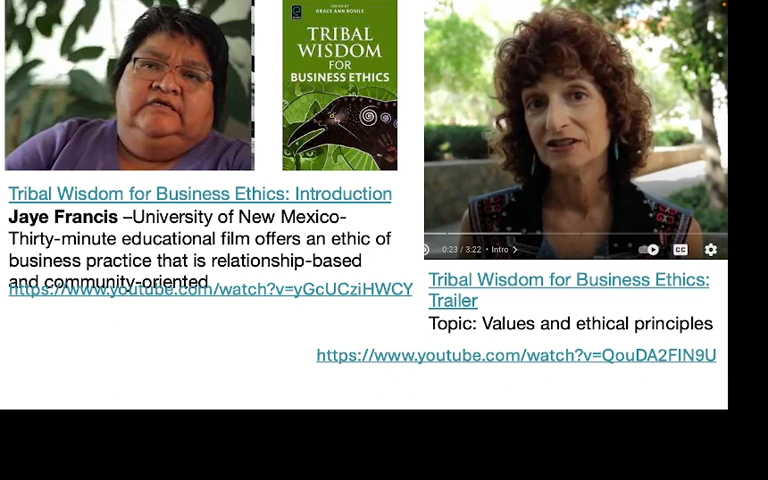 EDITED BY
GRACE ANN ROSILE
TRIBAL
WISDOM
FOR
BUSINESS ETHICS
Tribal Wisdom for Business Ethics: Introduction
Jaye Francis –University of New Mexico-
Thirty-minute educational film offers an ethic of
business practice that is relationship-based
and community-oriented
https://www.youtube.com/watch?v=yGcUCziHWCY
0:23 / 3:22 • Intro >
CC
Tribal Wisdom for Business Ethics:
Trailer
Topic: Values and ethical principles
https://www.youtube.com/watch?v=QouDA2FIN9U